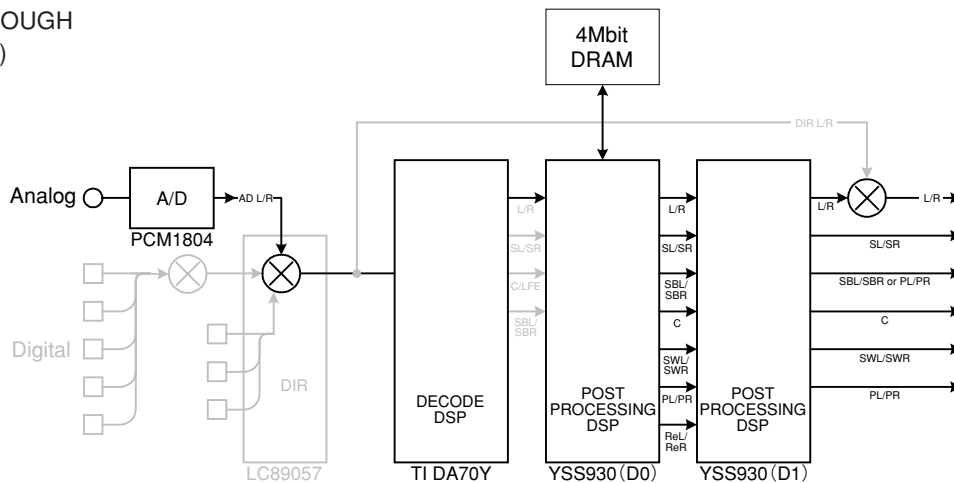 OUGH
)
4Mbit
DRAM
DIR L/R
Analog
A/D
AD L/R
PCM1804
Digital
DIR
LC89057
DECODE
DSP
TI DA70Y
L/R
SL/SR
C/LFE
SBL/
SBR
POST
PROCESSING
DSP
YSS930(D0)
L/R
SL/SR
SBL/
SBR
C
SWL/
SWR
PL/PR
ReL/
ReR
POST
PROCESSING
DSP
YSS930(D1)
L/R
L/R
SL/SR
SBL/SBR or PL/PR
C
SWL/SWR
PL/PR